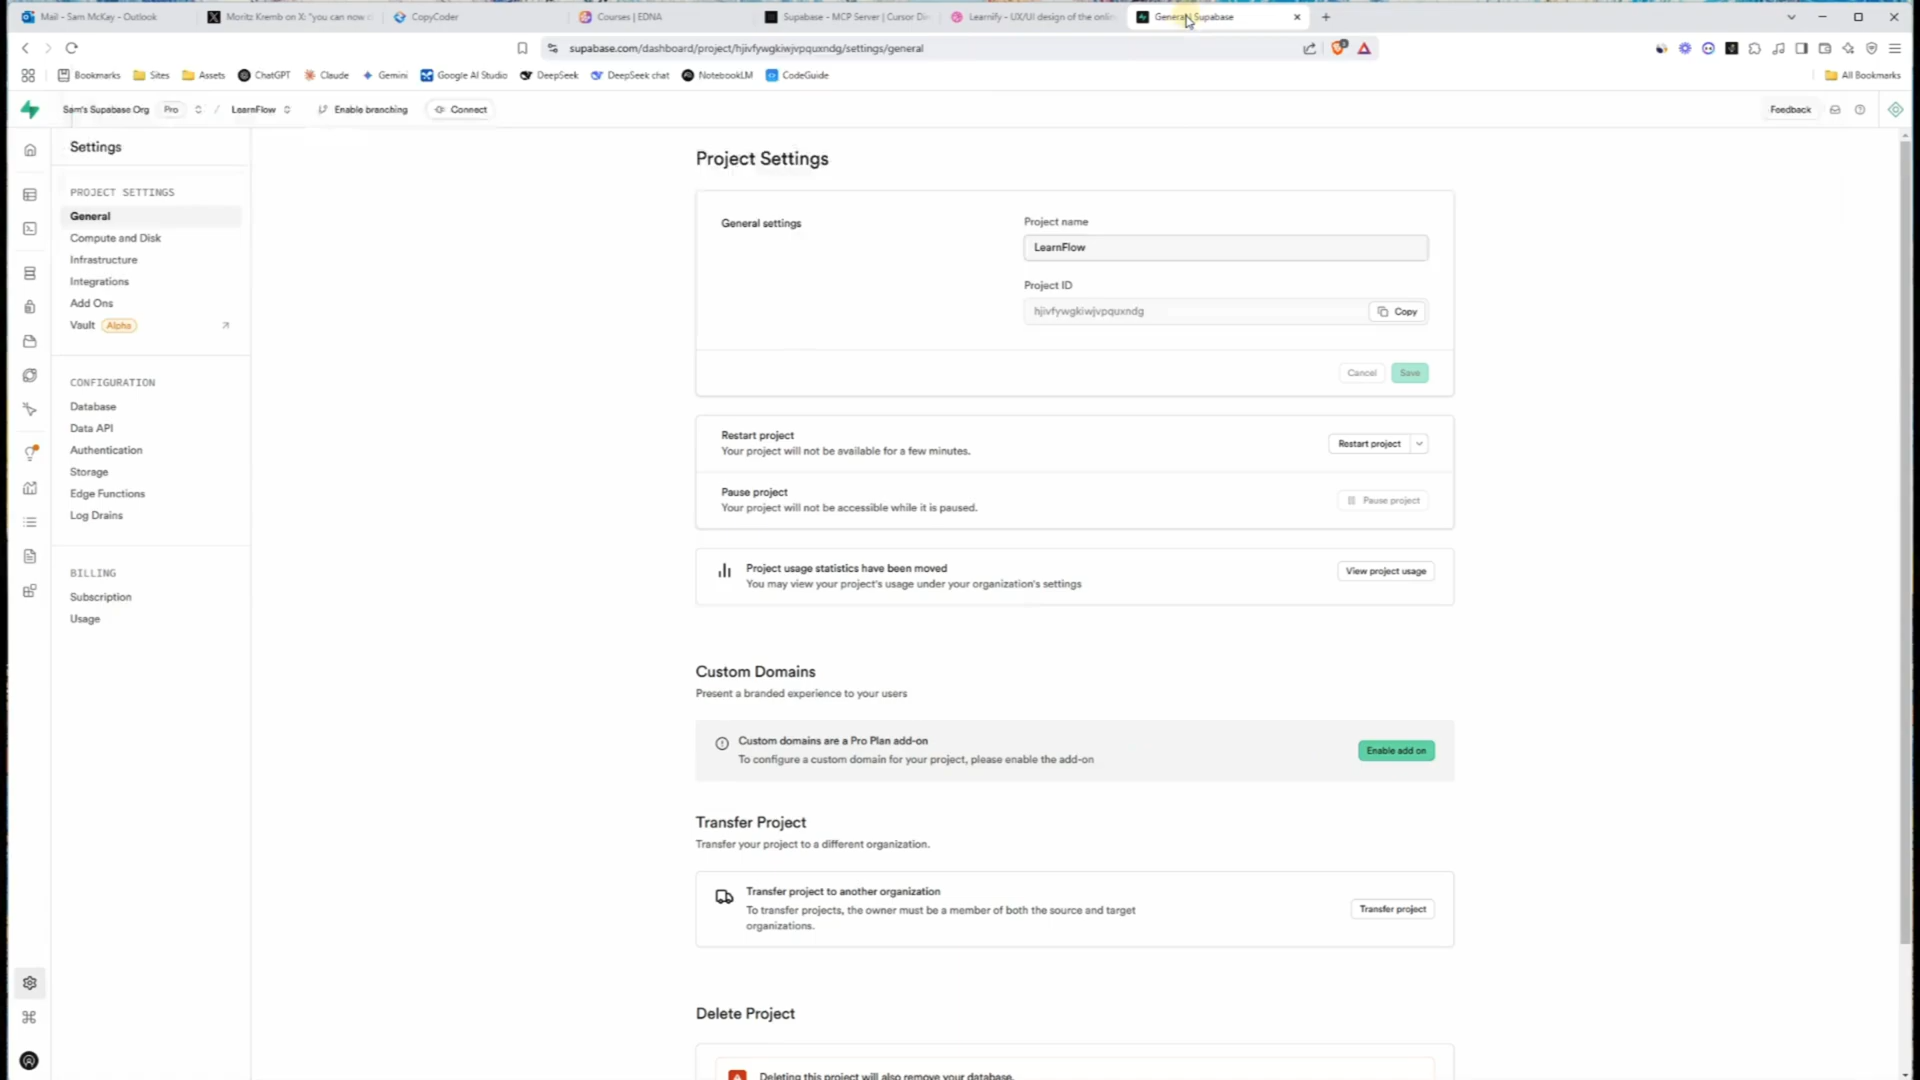 Mail - Sam McKay - Outlook
Moritz Kremb on X: "you can now c
CopyCoder
Courses | EDNA
Supabase - MCP Server | Cursor Dir
Learnify - UX/UI design of the onlin
General | Supabase
supabase.com/dashboard/project/hjivfywgkiwjvpquxndg/settings/general
Bookmarks
Sites
Assets
ChatGPT
Claude
Gemini
Google AI Studio
DeepSeek
DeepSeek chat
NotebookLM
CodeGuide
All Bookmarks
Sam's Supabase Org
Pro
/
LearnFlow
Enable branching
Connect
Feedback
Settings
PROJECT SETTINGS
General
Compute and Disk
Infrastructure
Integrations
Add Ons
Vault Alpha
CONFIGURATION
Database
Data API
Authentication
Storage
Edge Functions
Log Drains
BILLING
Subscription
Usage
Project Settings
General settings
Project name
LearnFlow
Project ID
hjivfywgkiwjvpquxndg
Copy
Cancel
Save
Restart project
Your project will not be available for a few minutes.
Restart project
Pause project
Your project will not be accessible while it is paused.
Pause project
Project usage statistics have been moved
You may view your project's usage under your organization's settings
View project usage
Custom Domains
Present a branded experience to your users
Custom domains are a Pro Plan add-on
To configure a custom domain for your project, please enable the add-on
Enable add on
Transfer Project
Transfer your project to a different organization.
Transfer project to another organization
To transfer projects, the owner must be a member of both the source and target
organizations.
Transfer project
Delete Project
Deleting this project will also remove your database.